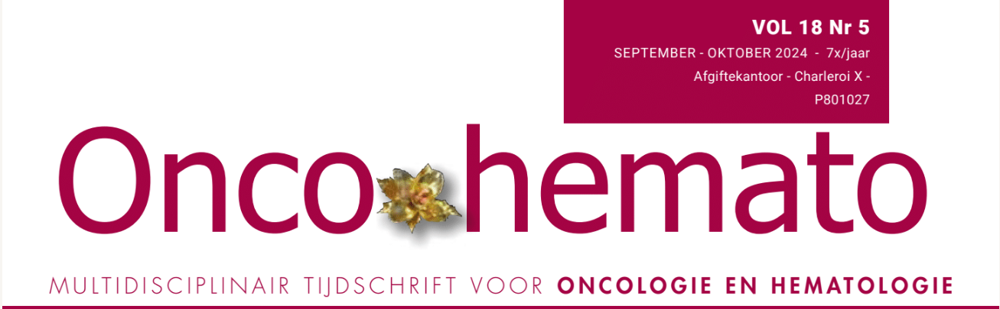 VOL 18 Nr 5
SEPTEMBER - OKTOBER 2024 - 7x/jaar
Afgiftekantoor - Charleroi X -
P801027
Onco hemato
MULTIDISCIPLINAIR TIJDSCHRIFT VOOR ONCOLOGIE EN HEMATOLOGIE